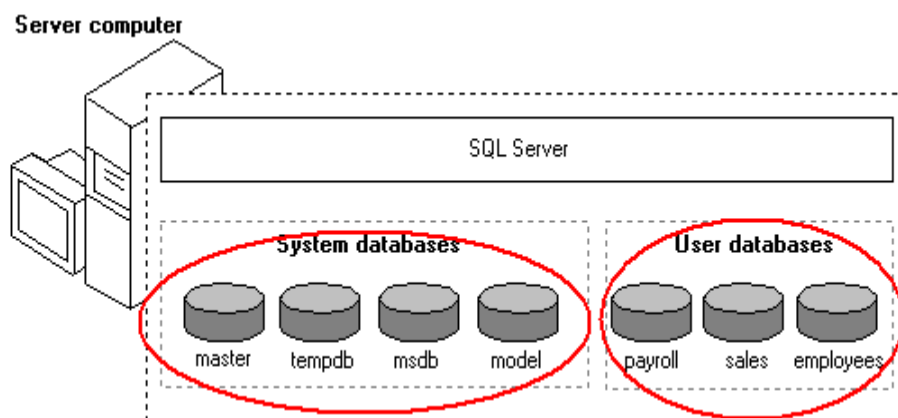 Server computer
SQL Server
System databases
User databases
master tempdb msdb model
payroll sales employees